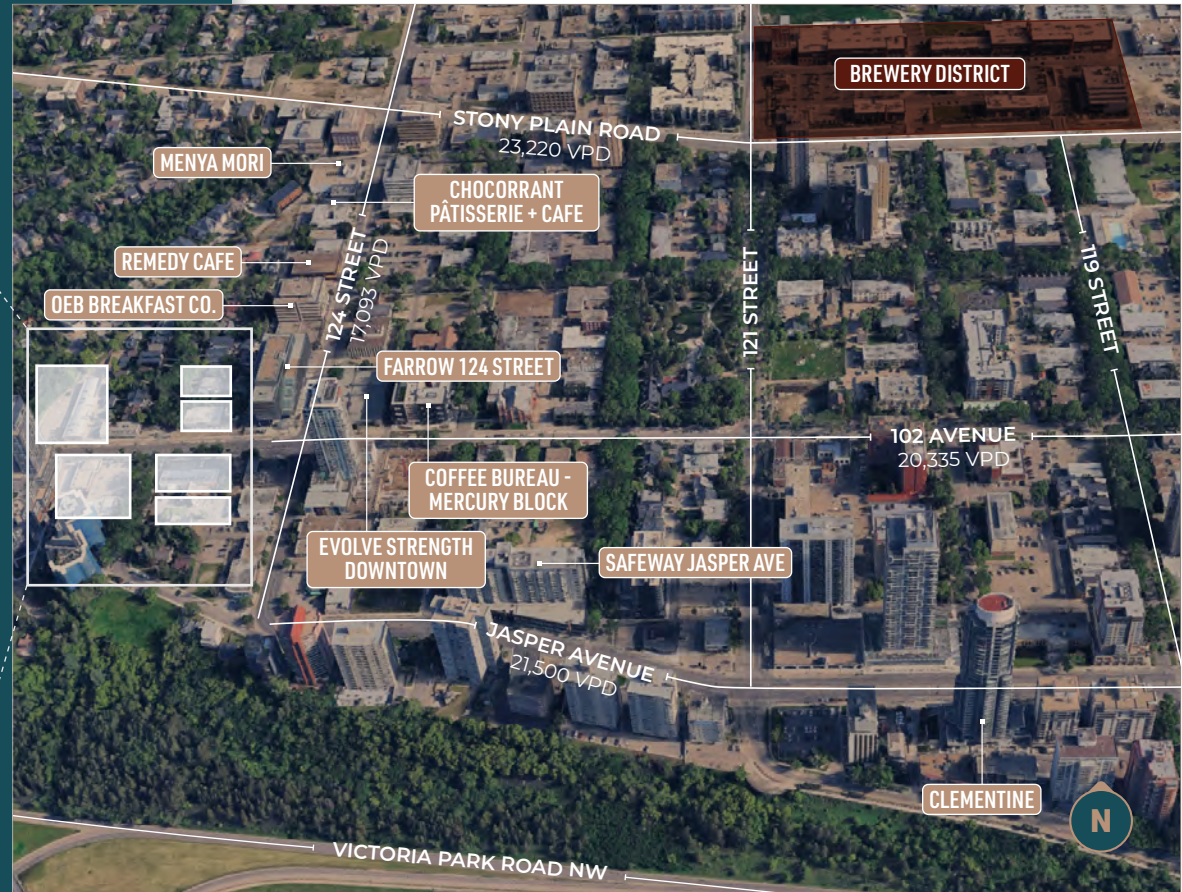 BREWERY DISTRICT
STONY PLAIN ROAD
23,220 VPD
MENYA MORI
CHOCORRANT
PÂTISSERIE + CAFE
REMEDY CAFE
OEB BREAKFAST CO.
124 STREET
17,093 VPD
121 STREET
119 STREET
FARROW 124 STREET
102 AVENUE
20,335 VPD
COFFEE BUREAU -
MERCURY BLOCK
EVOLVE STRENGTH
DOWNTOWN
SAFEWAY JASPER AVE
JASPER AVENUE
21,500 VPD
CLEMENTINE
N
VICTORIA PARK ROAD NW